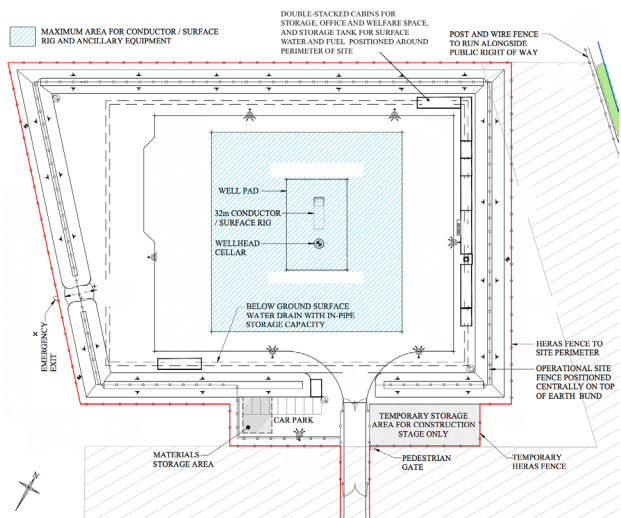 MAXIMUM AREA FOR CONDUCTOR / SURFACE
RIG AND ANCILLARY EQUIPMENT
DOUBLE-STACKED CABINS FOR
STORAGE, OFFICE AND WELFARE SPACE,
AND STORAGE TANK FOR SURFACE
WATER AND FUEL POSITIONED AROUND
PERIMETER OF SITE
POST AND WIRE FENCE
TO RUN ALONGSIDE
PUBLIC RIGHT OF WAY
WELL PAD
32m CONDUCTOR
/ SURFACE RIG
WELLHEAD
CELLAR
BELOW GROUND SURFACE
WATER DRAIN WITH IN-PIPE
STORAGE CAPACITY
EMERGENCY
EXIT
HERAS FENCE TO
SITE PERIMETER
OPERATIONAL SITE
FENCE POSITIONED
CENTRALLY ON TOP
OF EARTH BUND
CAR PARK
TEMPORARY STORAGE
AREA FOR CONSTRUCTION
STAGE ONLY
MATERIALS
STORAGE AREA
PEDESTRIAN
GATE
TEMPORARY
HERAS FENCE
N